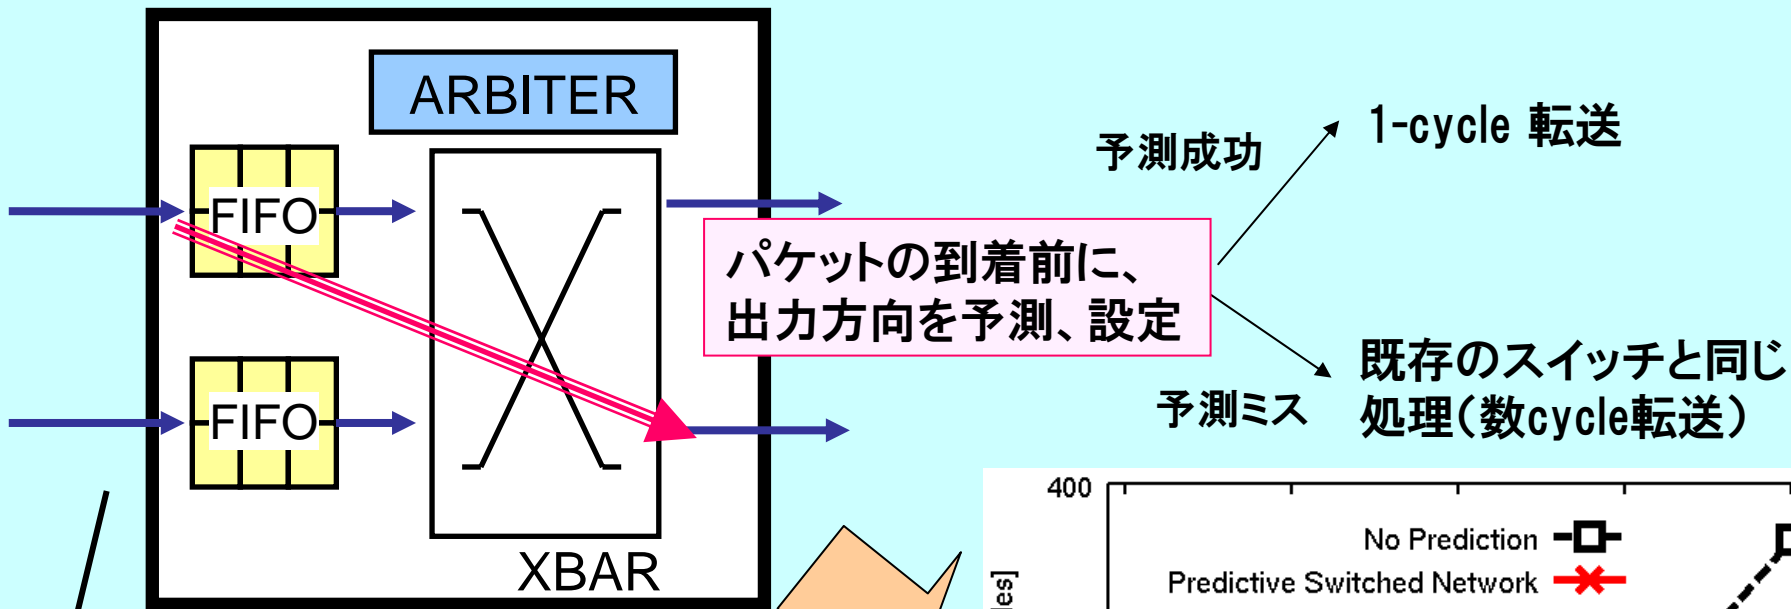 ARBITER
FIFO
FIFO
XBAR
パケットの到着前に、
出力方向を予測、設定
予測成功
1-cycle 転送
予測ミス
既存のスイッチと同じ
処理(数cycle転送)
400
No Prediction
Predictive Switched Network